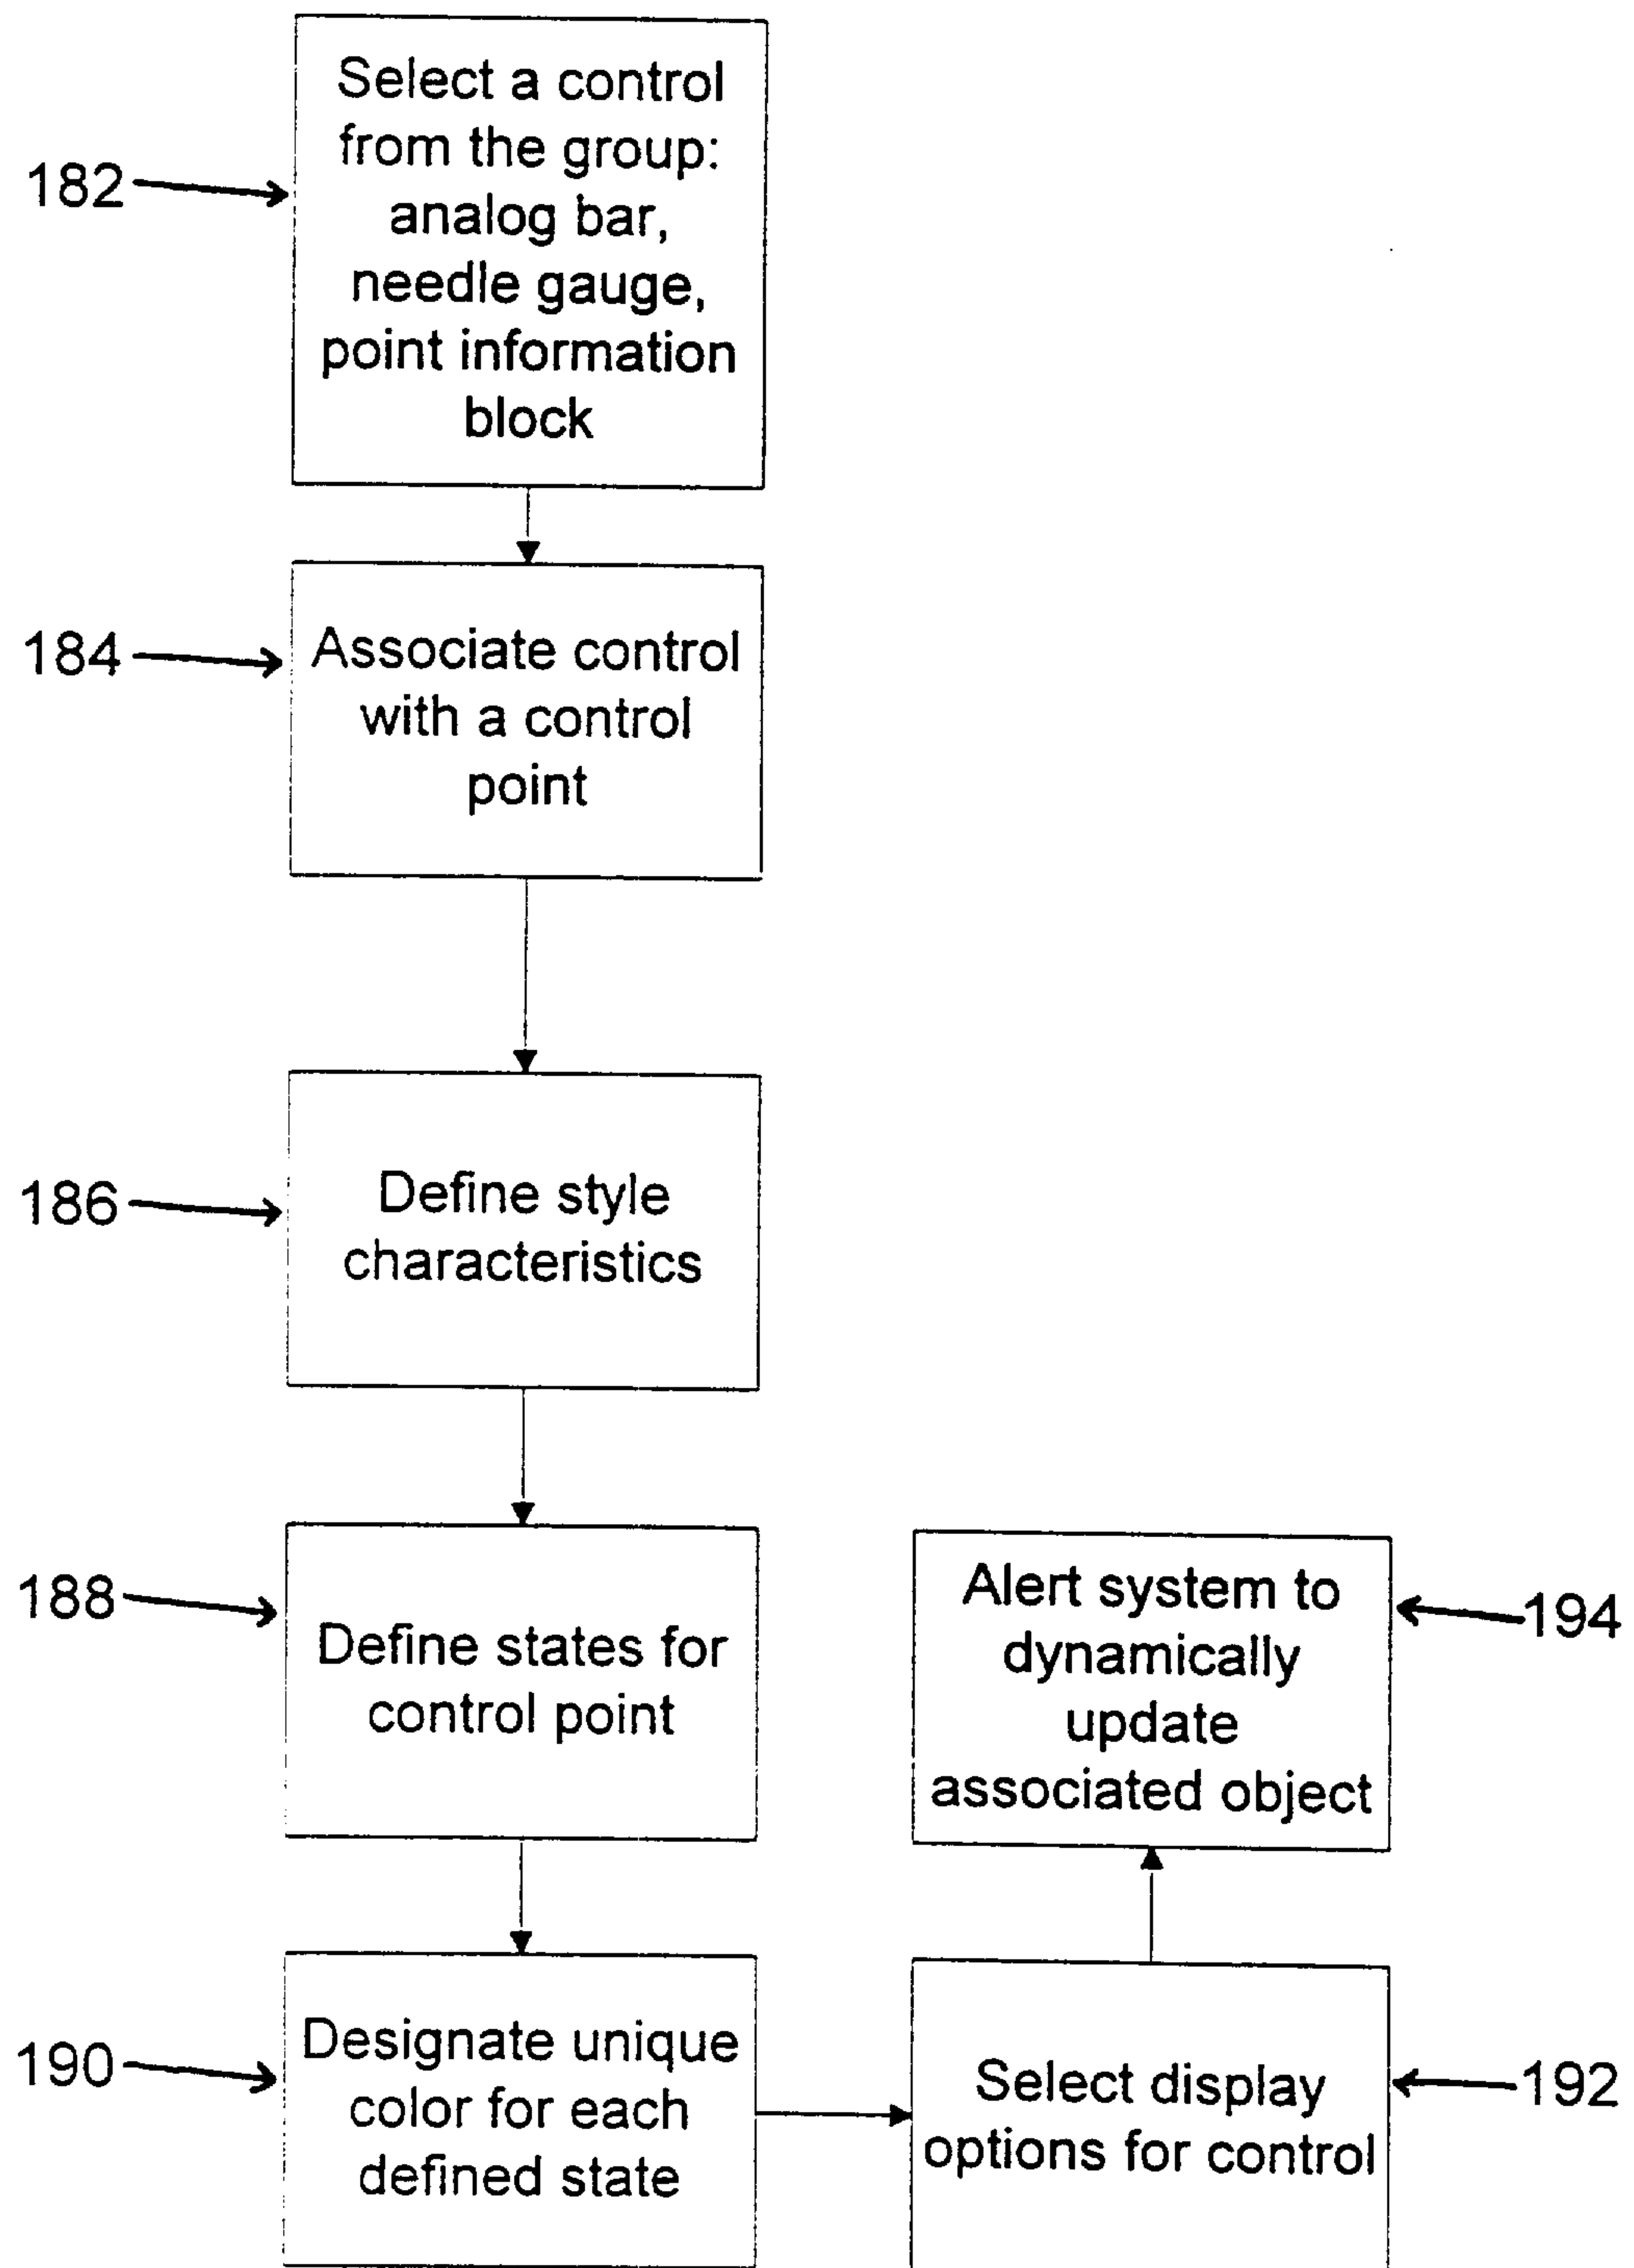 182
Select a control
from the group:
analog bar,
needle gauge,
point information
block
184
Associate control
with a control
point
186
Define style
characteristics
188
Define states for
control point
190
Designate unique
color for each
defined state
192
Select display
options for control
194
Alert system to
dynamically
update
associated object